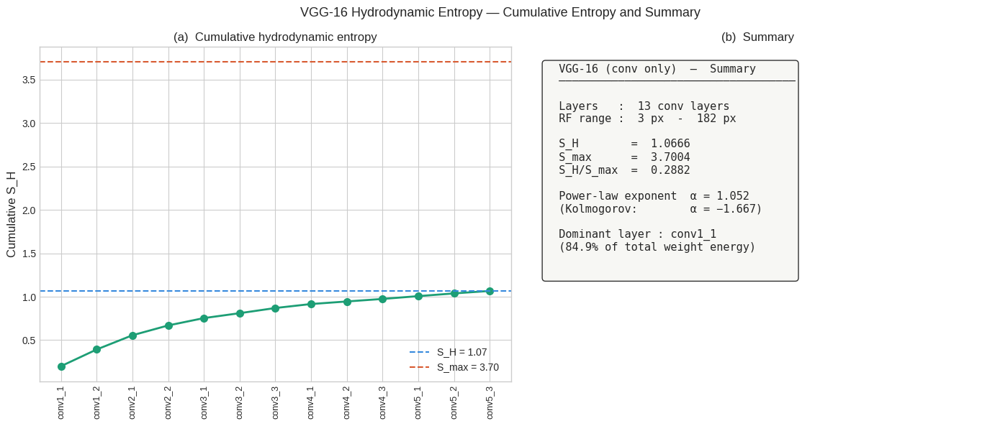 VGG-16 Hydrodynamic Entropy — Cumulative Entropy and Summary
(a)  Cumulative hydrodynamic entropy
Cumulative S_H
3.5
3.0
2.5
2.0
1.5
1.0
0.5
S_H = 1.07
S_max = 3.70
conv1_1
conv1_2
conv2_1
conv2_2
conv3_1
conv3_2
conv3_3
conv4_1
conv4_2
conv4_3
conv5_1
conv5_2
conv5_3
(b)  Summary
VGG-16 (conv only)  —  Summary
Layers   :  13 conv layers
RF range :  3 px  -  182 px
S_H        =  1.0666
S_max      =  3.7004
S_H/S_max  =  0.2882
Power-law exponent  α = 1.052
(Kolmogorov:        α = −1.667)
Dominant layer : conv1_1
(84.9% of total weight energy)